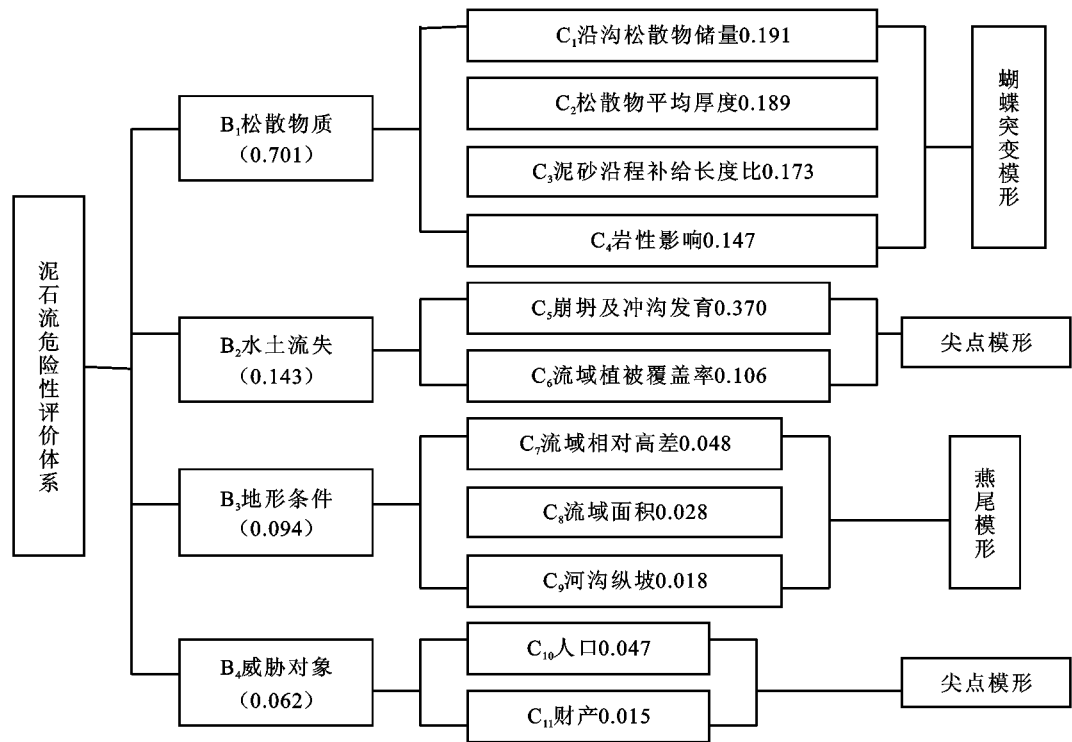 泥石流危险性评价体系
B₁松散物质
(0.701)
C₁沿沟松散物储量0.191
C₂松散物平均厚度0.189
C₃泥砂沿程补给长度比0.173
C₄岩性影响0.147
蝴蝶突变模形
B₂水土流失
(0.143)
C₅崩坍及冲沟发育0.370
C₆流域植被覆盖率0.106
尖点模形
B₃地形条件
(0.094)
C₇流域相对高差0.048
C₈流域面积0.028
C₉河沟纵坡0.018
燕尾模形
B₄威胁对象
(0.062)
C₁₀人口0.047
C₁₁财产0.015
尖点模形